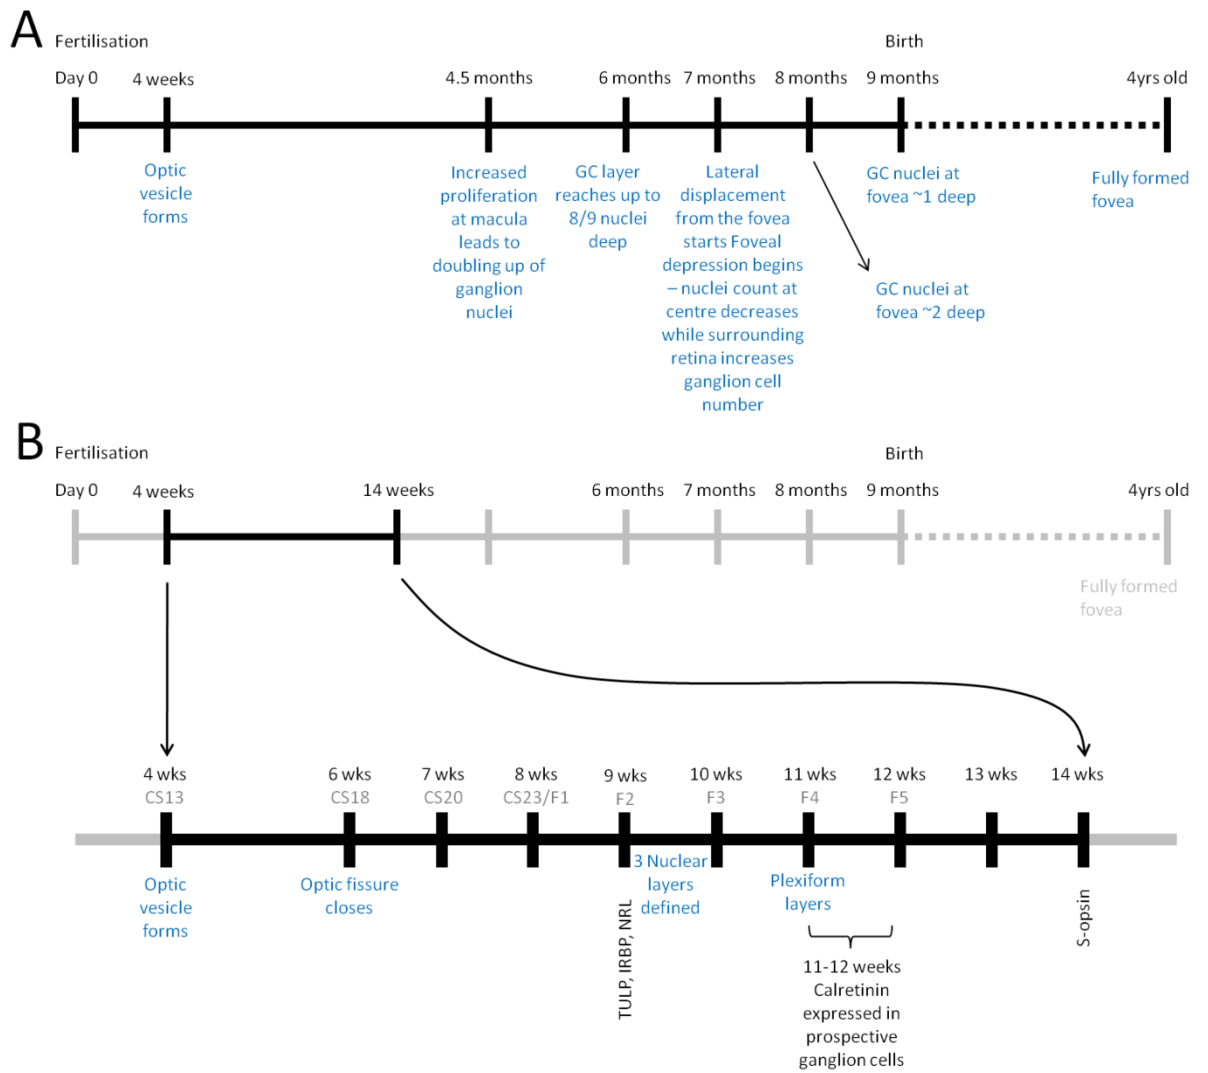 A
Fertilisation
Birth
Day 0
4 weeks
4.5 months
6 months
7 months
8 months
9 months
4yrs old
Optic
vesicle
forms
Increased
proliferation
at macula
leads to
doubling up of
ganglion
nuclei
GC layer
reaches up to
8/9 nuclei
deep
Lateral
displacement
from the fovea
starts Foveal
depression begins
– nuclei count at
centre decreases
while surrounding
retina increases
ganglion cell
number
GC nuclei at
fovea ~1 deep
GC nuclei at
fovea ~2 deep
Fully formed
fovea
B
Fertilisation
Birth
Day 0
4 weeks
14 weeks
6 months
7 months
8 months
9 months
4yrs old
Fully formed
fovea
4 wks
CS13
6 wks
CS18
7 wks
CS20
8 wks
CS23/F1
9 wks
F2
10 wks
F3
11 wks
F4
12 wks
F5
13 wks
14 wks
Optic
vesicle
forms
Optic fissure
closes
TULP, IRBP, NRL
3 Nuclear
layers
defined
Plexiform
layers
11-12 weeks
Calretinin
expressed in
prospective
ganglion cells
S-opsin